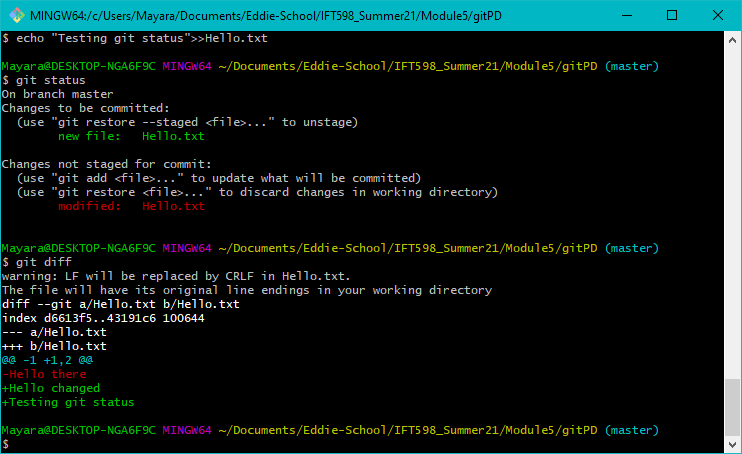 MINGW64:/c/Users/Mayara/Documents/Eddie-School/IFT598_Summer21/Module5/gitPD
$ echo "Testing git status">>Hello.txt
Mayara@DESKTOP-NGA6F9C MINGW64 ~/Documents/Eddie-School/IFT598_Summer21/Module5/gitPD (master)
$ git status
On branch master
Changes to be committed:
  (use "git restore --staged <file>..." to unstage)
        new file:   Hello.txt

Changes not staged for commit:
  (use "git add <file>..." to update what will be committed)
  (use "git restore <file>..." to discard changes in working directory)
        modified:   Hello.txt

Mayara@DESKTOP-NGA6F9C MINGW64 ~/Documents/Eddie-School/IFT598_Summer21/Module5/gitPD (master)
$ git diff
warning: LF will be replaced by CRLF in Hello.txt.
The file will have its original line endings in your working directory
diff --git a/Hello.txt b/Hello.txt
index d6613f5..43191c6 100644
--- a/Hello.txt
+++ b/Hello.txt
@@ -1 +1,2 @@
-Hello there
+Hello changed
+Testing git status

Mayara@DESKTOP-NGA6F9C MINGW64 ~/Documents/Eddie-School/IFT598_Summer21/Module5/gitPD (master)
$